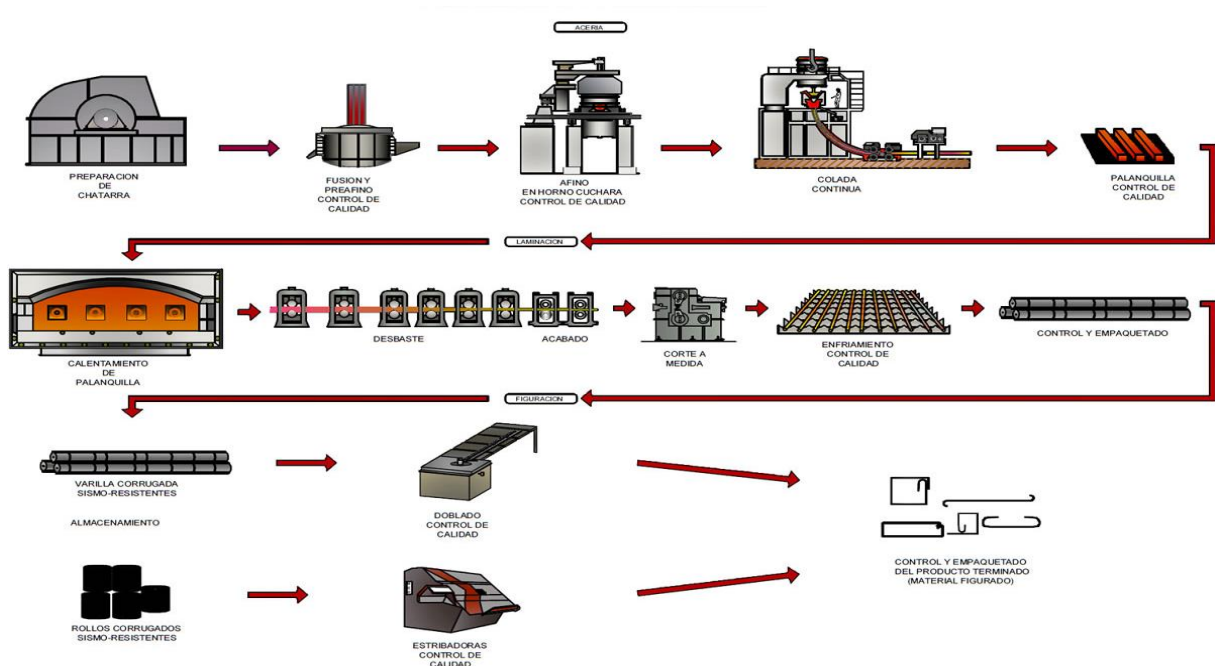 ACERIA
PREPARACION
DE
CHATARRA
FUSION Y
PREAFINO
CONTROL DE
CALIDAD
AFINO
EN HORNO CUCHARA
CONTROL DE CALIDAD
COLADA
CONTINUA
PALANQUILLA
CONTROL DE
CALIDAD
LAMINACION
CALENTAMIENTO
DE
PALANQUILLA
DESBASTE
ACABADO
CORTE A
MEDIDA
ENFRIAMIENTO
CONTROL DE
CALIDAD
CONTROL Y EMPAQUETADO
FIGURACION
VARILLA CORRUGADA
SISMO-RESISTENTES
ALMACENAMIENTO
DOBLADO
CONTROL DE
CALIDAD
ROLLOS CORRUGADOS
SISMO-RESISTENTES
ESTRIBADORAS
CONTROL DE
CALIDAD
CONTROL Y EMPAQUETADO
DEL PRODUCTO TERMINADO
(MATERIAL FIGURADO)